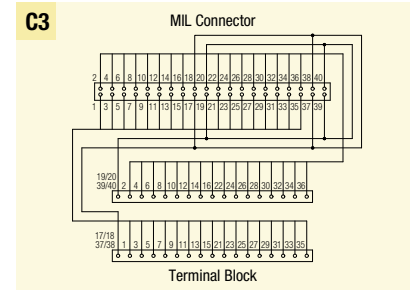 C3
MIL Connector
2 4 6 8 10 12 14 16 18 20 22 24 26 28 30 32 34 36 38 40
1 3 5 7 9 11 13 15 17 19 21 23 25 27 29 31 33 35 37 39
19/20
39/40 2 4 6 8 10 12 14 16 22 24 26 28 30 32 34 36
17/18
37/38 1 3 5 7 9 11 13 15 21 23 25 27 29 31 33 35
Terminal Block